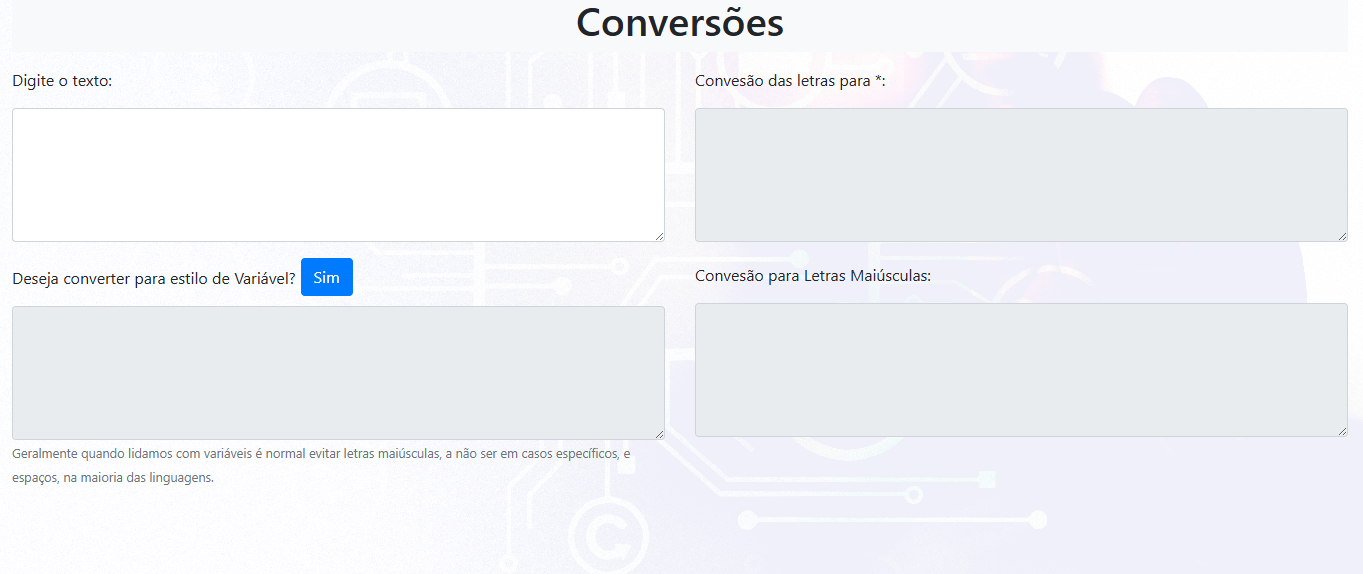 Conversões
Digite o texto:
Convesão das letras para *:
Deseja converter para estilo de Variável? Sim
Convesão para Letras Maiúsculas:
Geralmente quando lidamos com variáveis é normal evitar letras maiúsculas, a não ser em casos específicos, e
espaços, na maioria das linguagens.